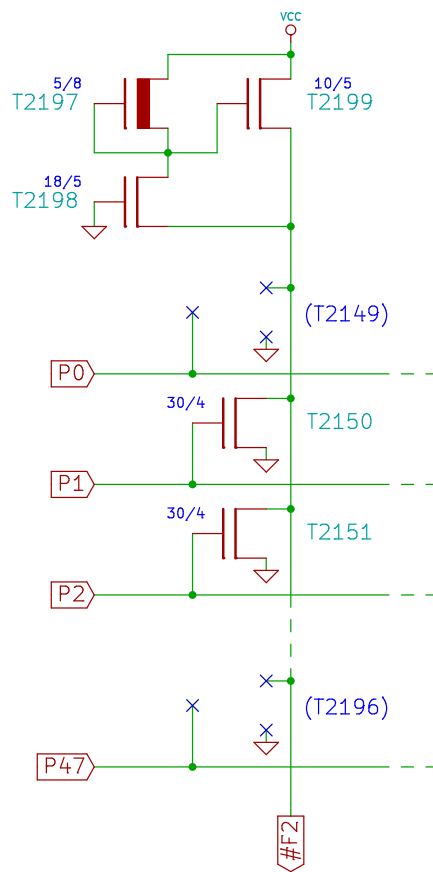 VCC
5/8
10/5
T2197
T2199
18/5
T2198
(T2149)
P0
30/4
T2150
P1
30/4
T2151
P2
(T2196)
P47
#F2